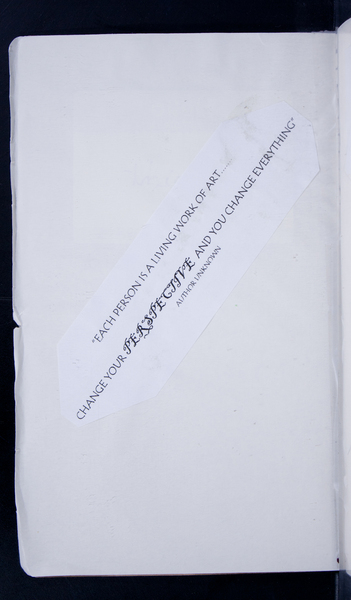 "EACH PERSON IS A LIVING WORK OF ART.....
CHANGE YOUR PERSPECTIVE AND YOU CHANGE EVERYTHING"
AUTHOR UNKNOWN